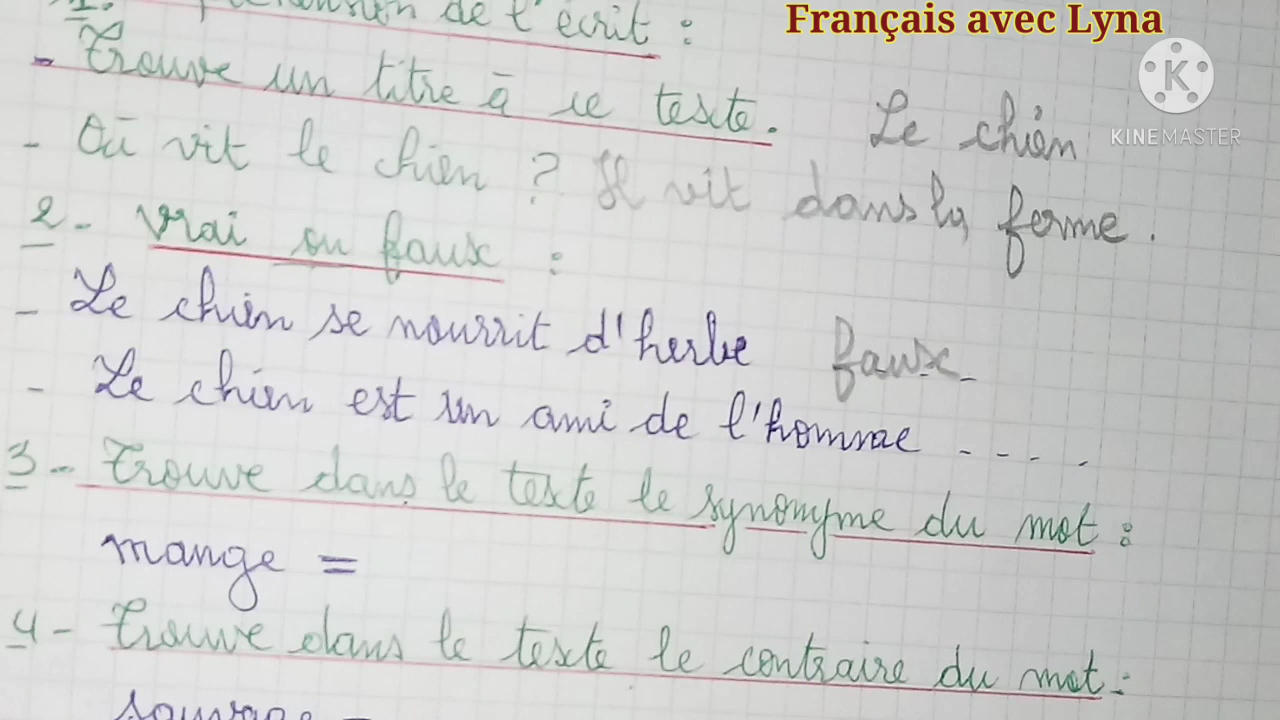 Français avec Lyna
KINEMASTER
de l'écrit :
- Trouve un titre à ce texte. Le chien
- Où vit le chien ? Il vit dans la ferme.
2- Vrai ou faux :
- Le chien se nourrit d'herbe faux.
- Le chien est un ami de l'homme ....
3- Trouve dans le texte le synonyme du mot :
mange =
4- Trouve dans le texte le contraire du mot :
sauvage =